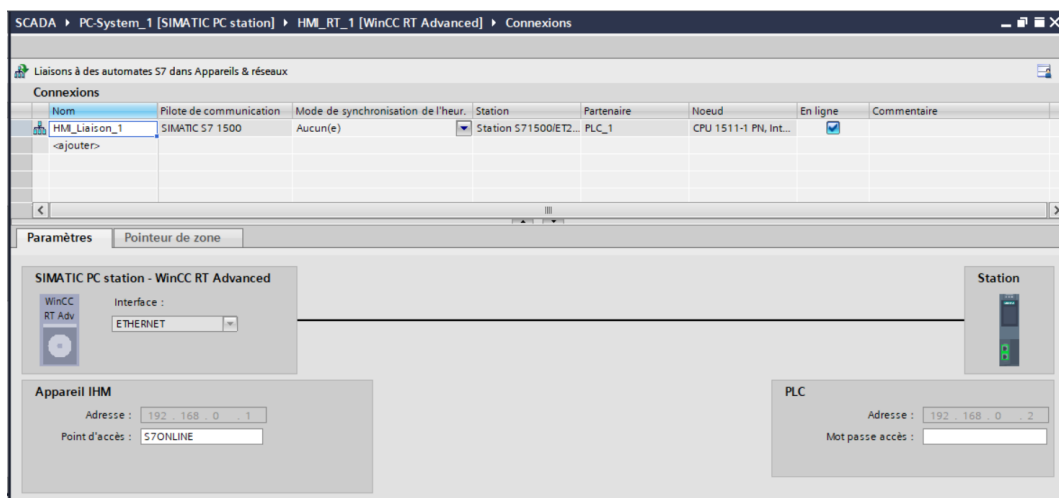 SCADA ▸ PC-System_1 [SIMATIC PC station] ▸ HMI_RT_1 [WinCC RT Advanced] ▸ Connexions
Liaisons à des automates S7 dans Appareils & réseaux
Connexions
Nom Pilote de communication Mode de synchronisation de l'heur. Station Partenaire Noeud En ligne Commentaire
HMI_Liaison_1 SIMATIC S7 1500 Aucun(e) Station S71500/ET2... PLC_1 CPU 1511-1 PN, Int...
<ajouter>
Paramètres Pointeur de zone
SIMATIC PC station - WinCC RT Advanced Station
WinCC RT Adv
Interface :
ETHERNET
Appareil IHM PLC
Adresse : 192 . 168 . 0 . 1 Adresse : 192 . 168 . 0 . 2
Point d'accès : S7ONLINE Mot passe accès :